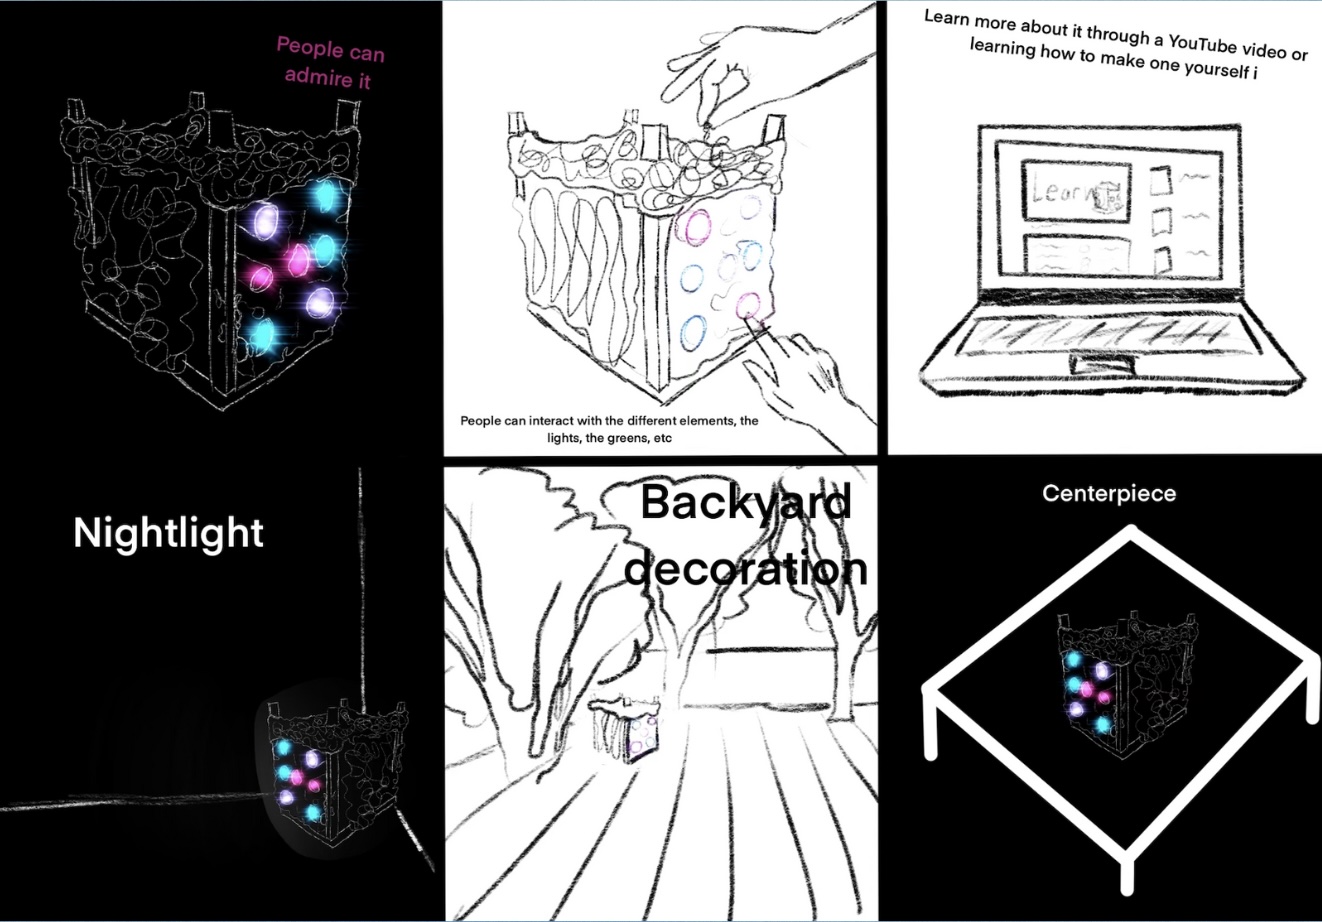 People can
admire it
People can interact with the different elements, the
lights, the greens, etc
Learn more about it through a YouTube video or
learning how to make one yourself i
Learn
Nightlight
Backyard
decoration
Centerpiece